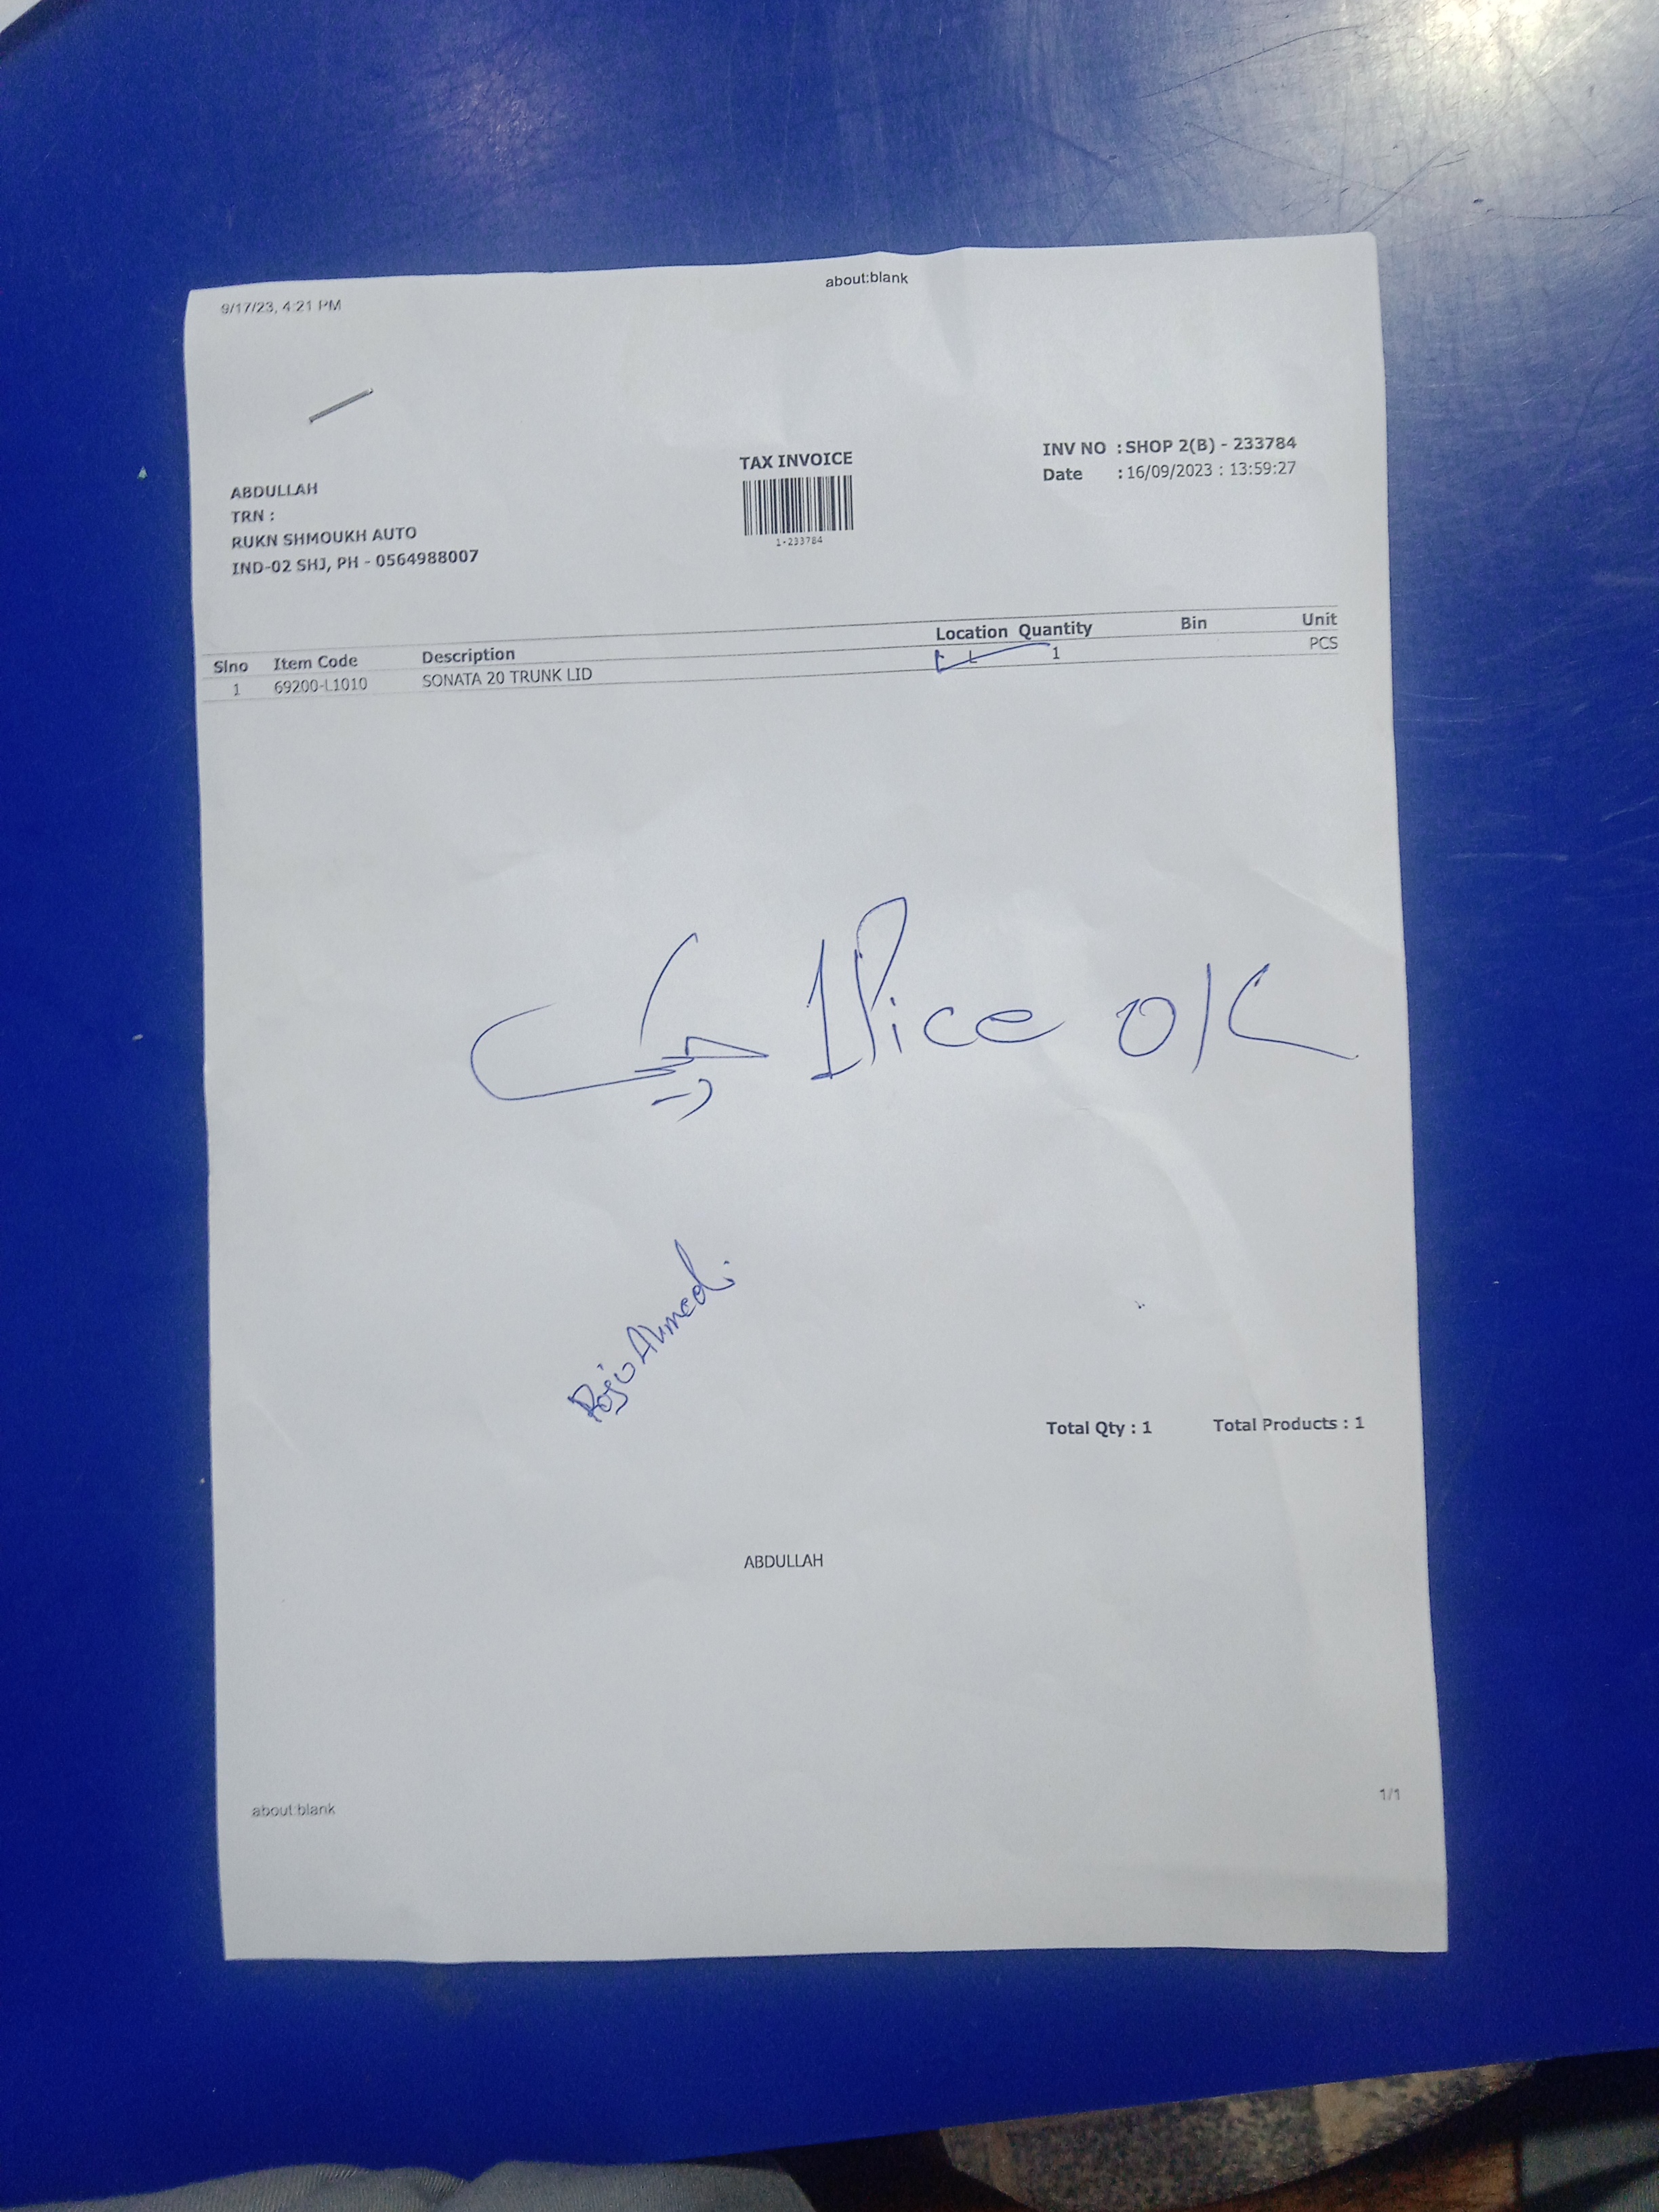 9/17/23, 4:21 PM
about:blank
TAX INVOICE
INV NO : SHOP 2(B) - 233784
Date : 16/09/2023 : 13:59:27
1-233784
ABDULLAH
TRN :
RUKN SHMOUKH AUTO
IND-02 SHJ, PH - 0564988007
Slno Item Code Description Location Quantity Bin Unit
1 69200-L1010 SONATA 20 TRUNK LID 1 PCS
1 Pice OK
Ahmed.
Total Qty : 1 Total Products : 1
ABDULLAH
about:blank
1/1